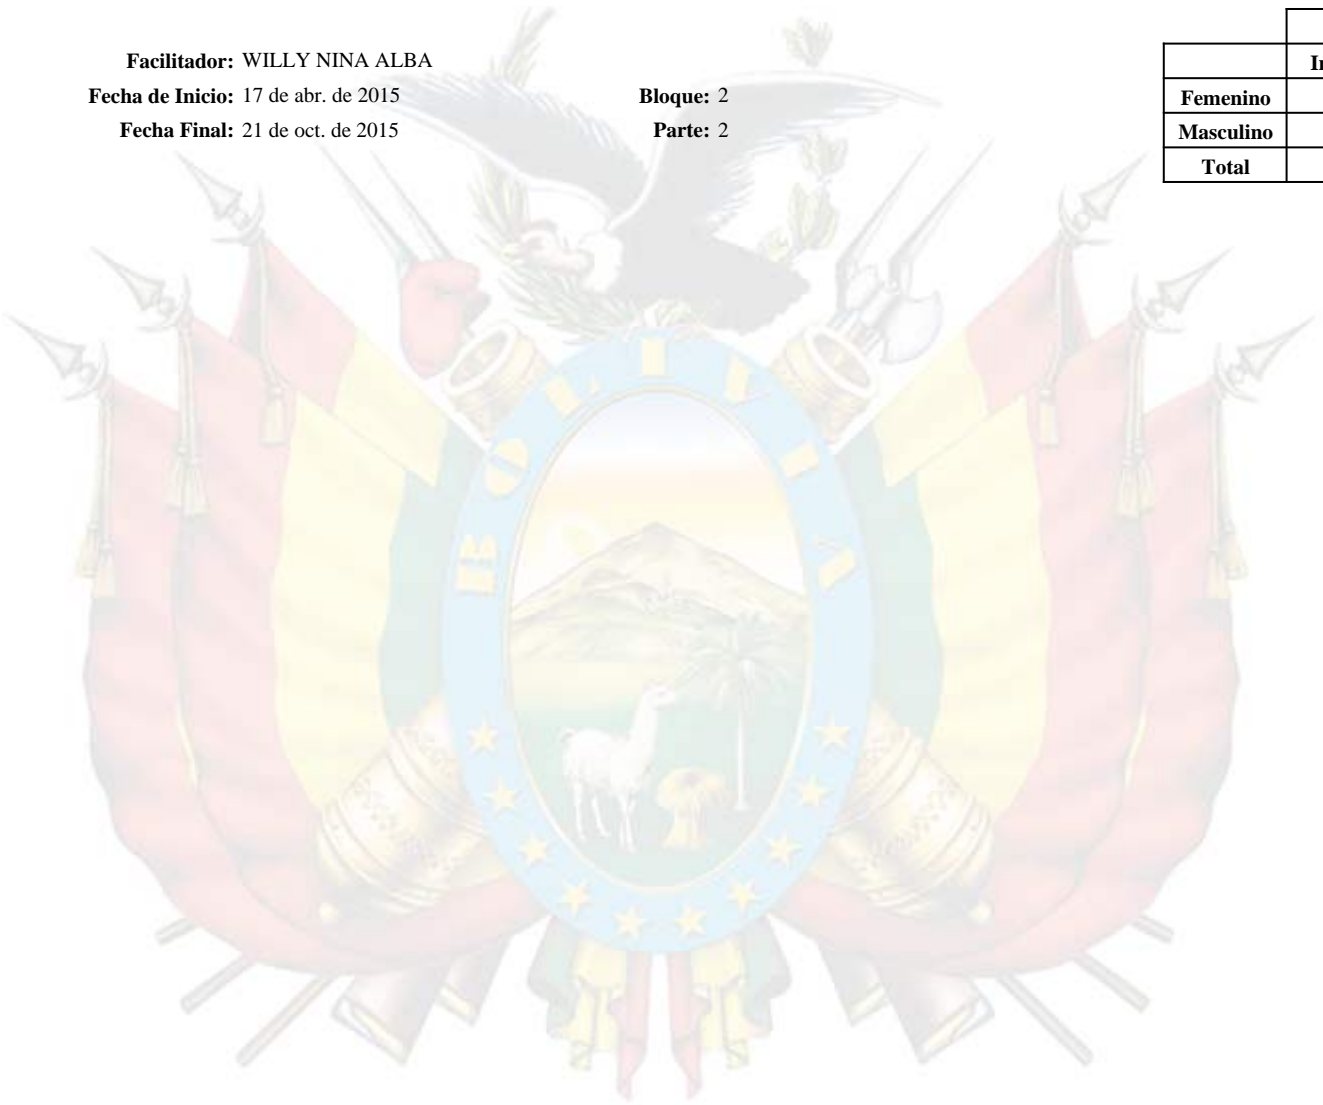 Facilitador: WILLY NINA ALBA
Fecha de Inicio: 17 de abr. de 2015 Bloque: 2
Fecha Final: 21 de oct. de 2015 Parte: 2
Femenino
Masculino
Total
BOLIVIA